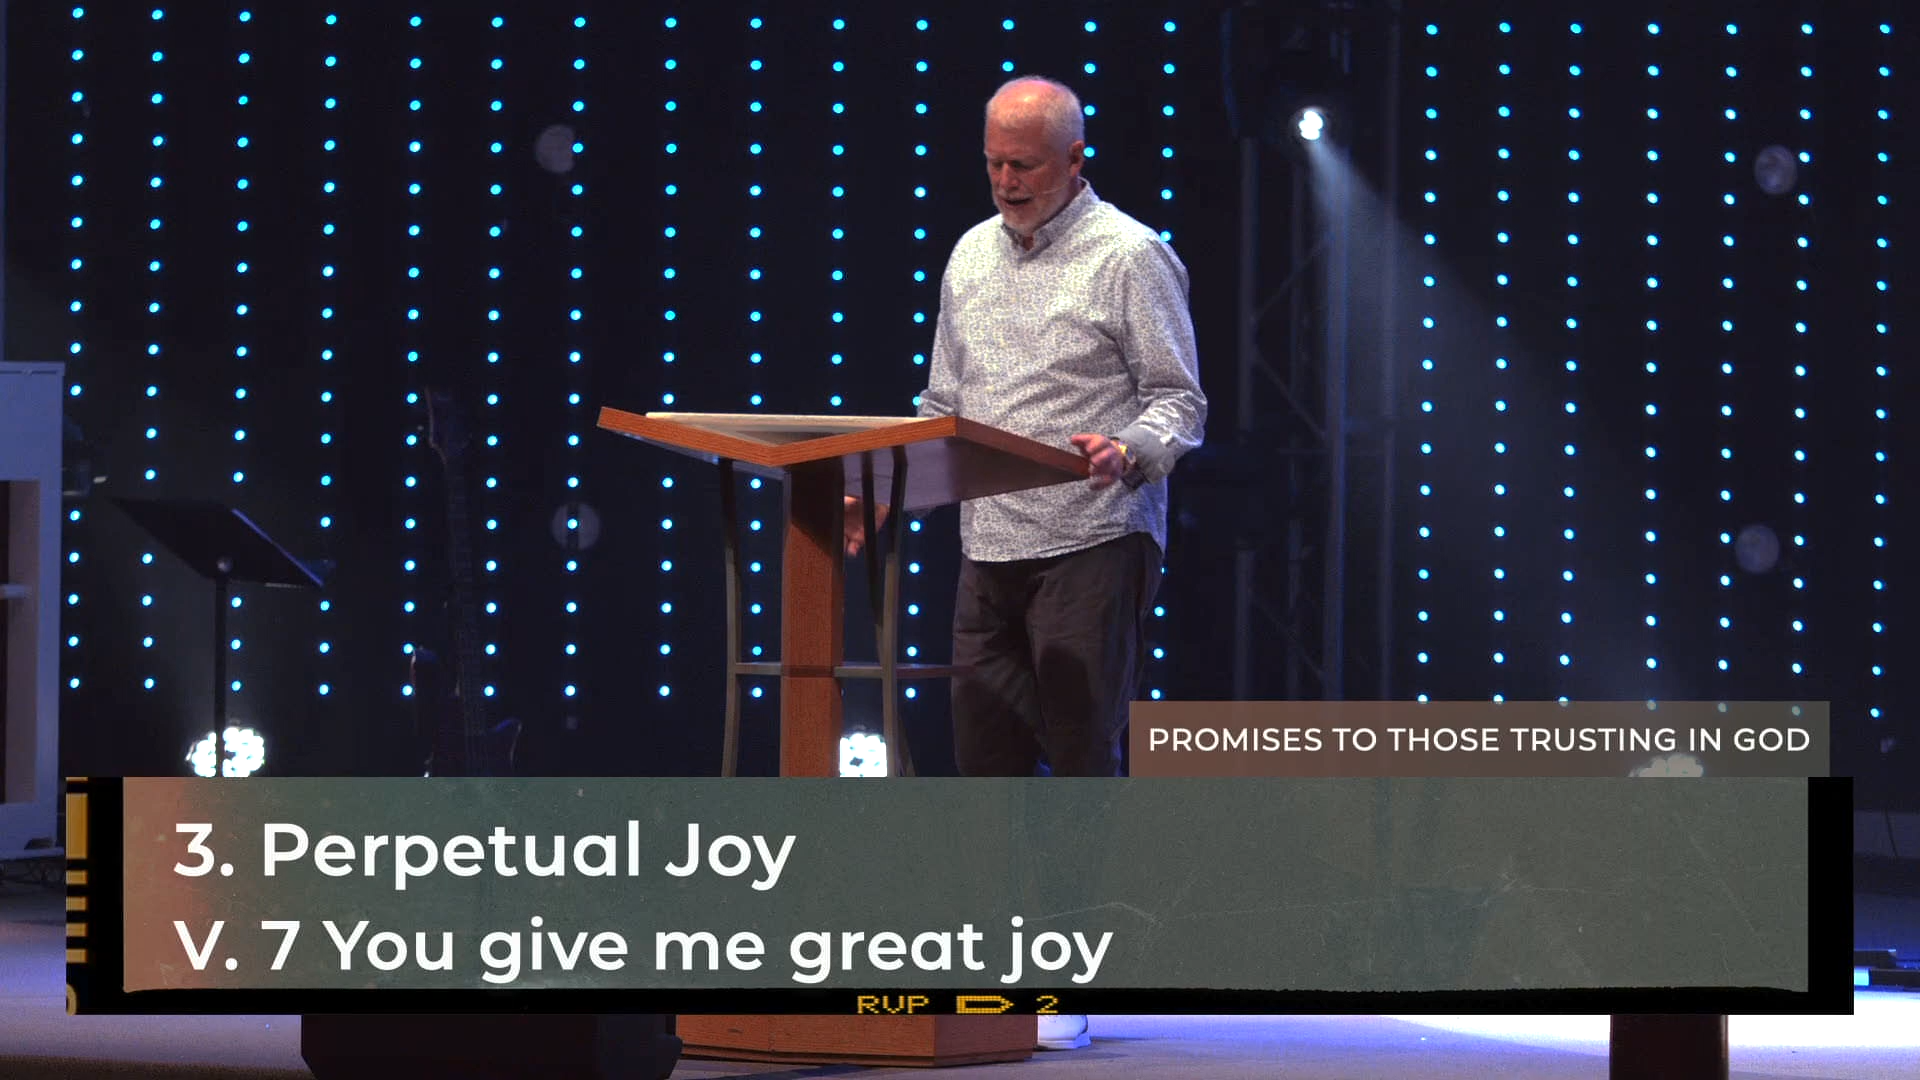 PROMISES TO THOSE TRUSTING IN GOD
3. Perpetual Joy
V. 7 You give me great joy
RVP 2